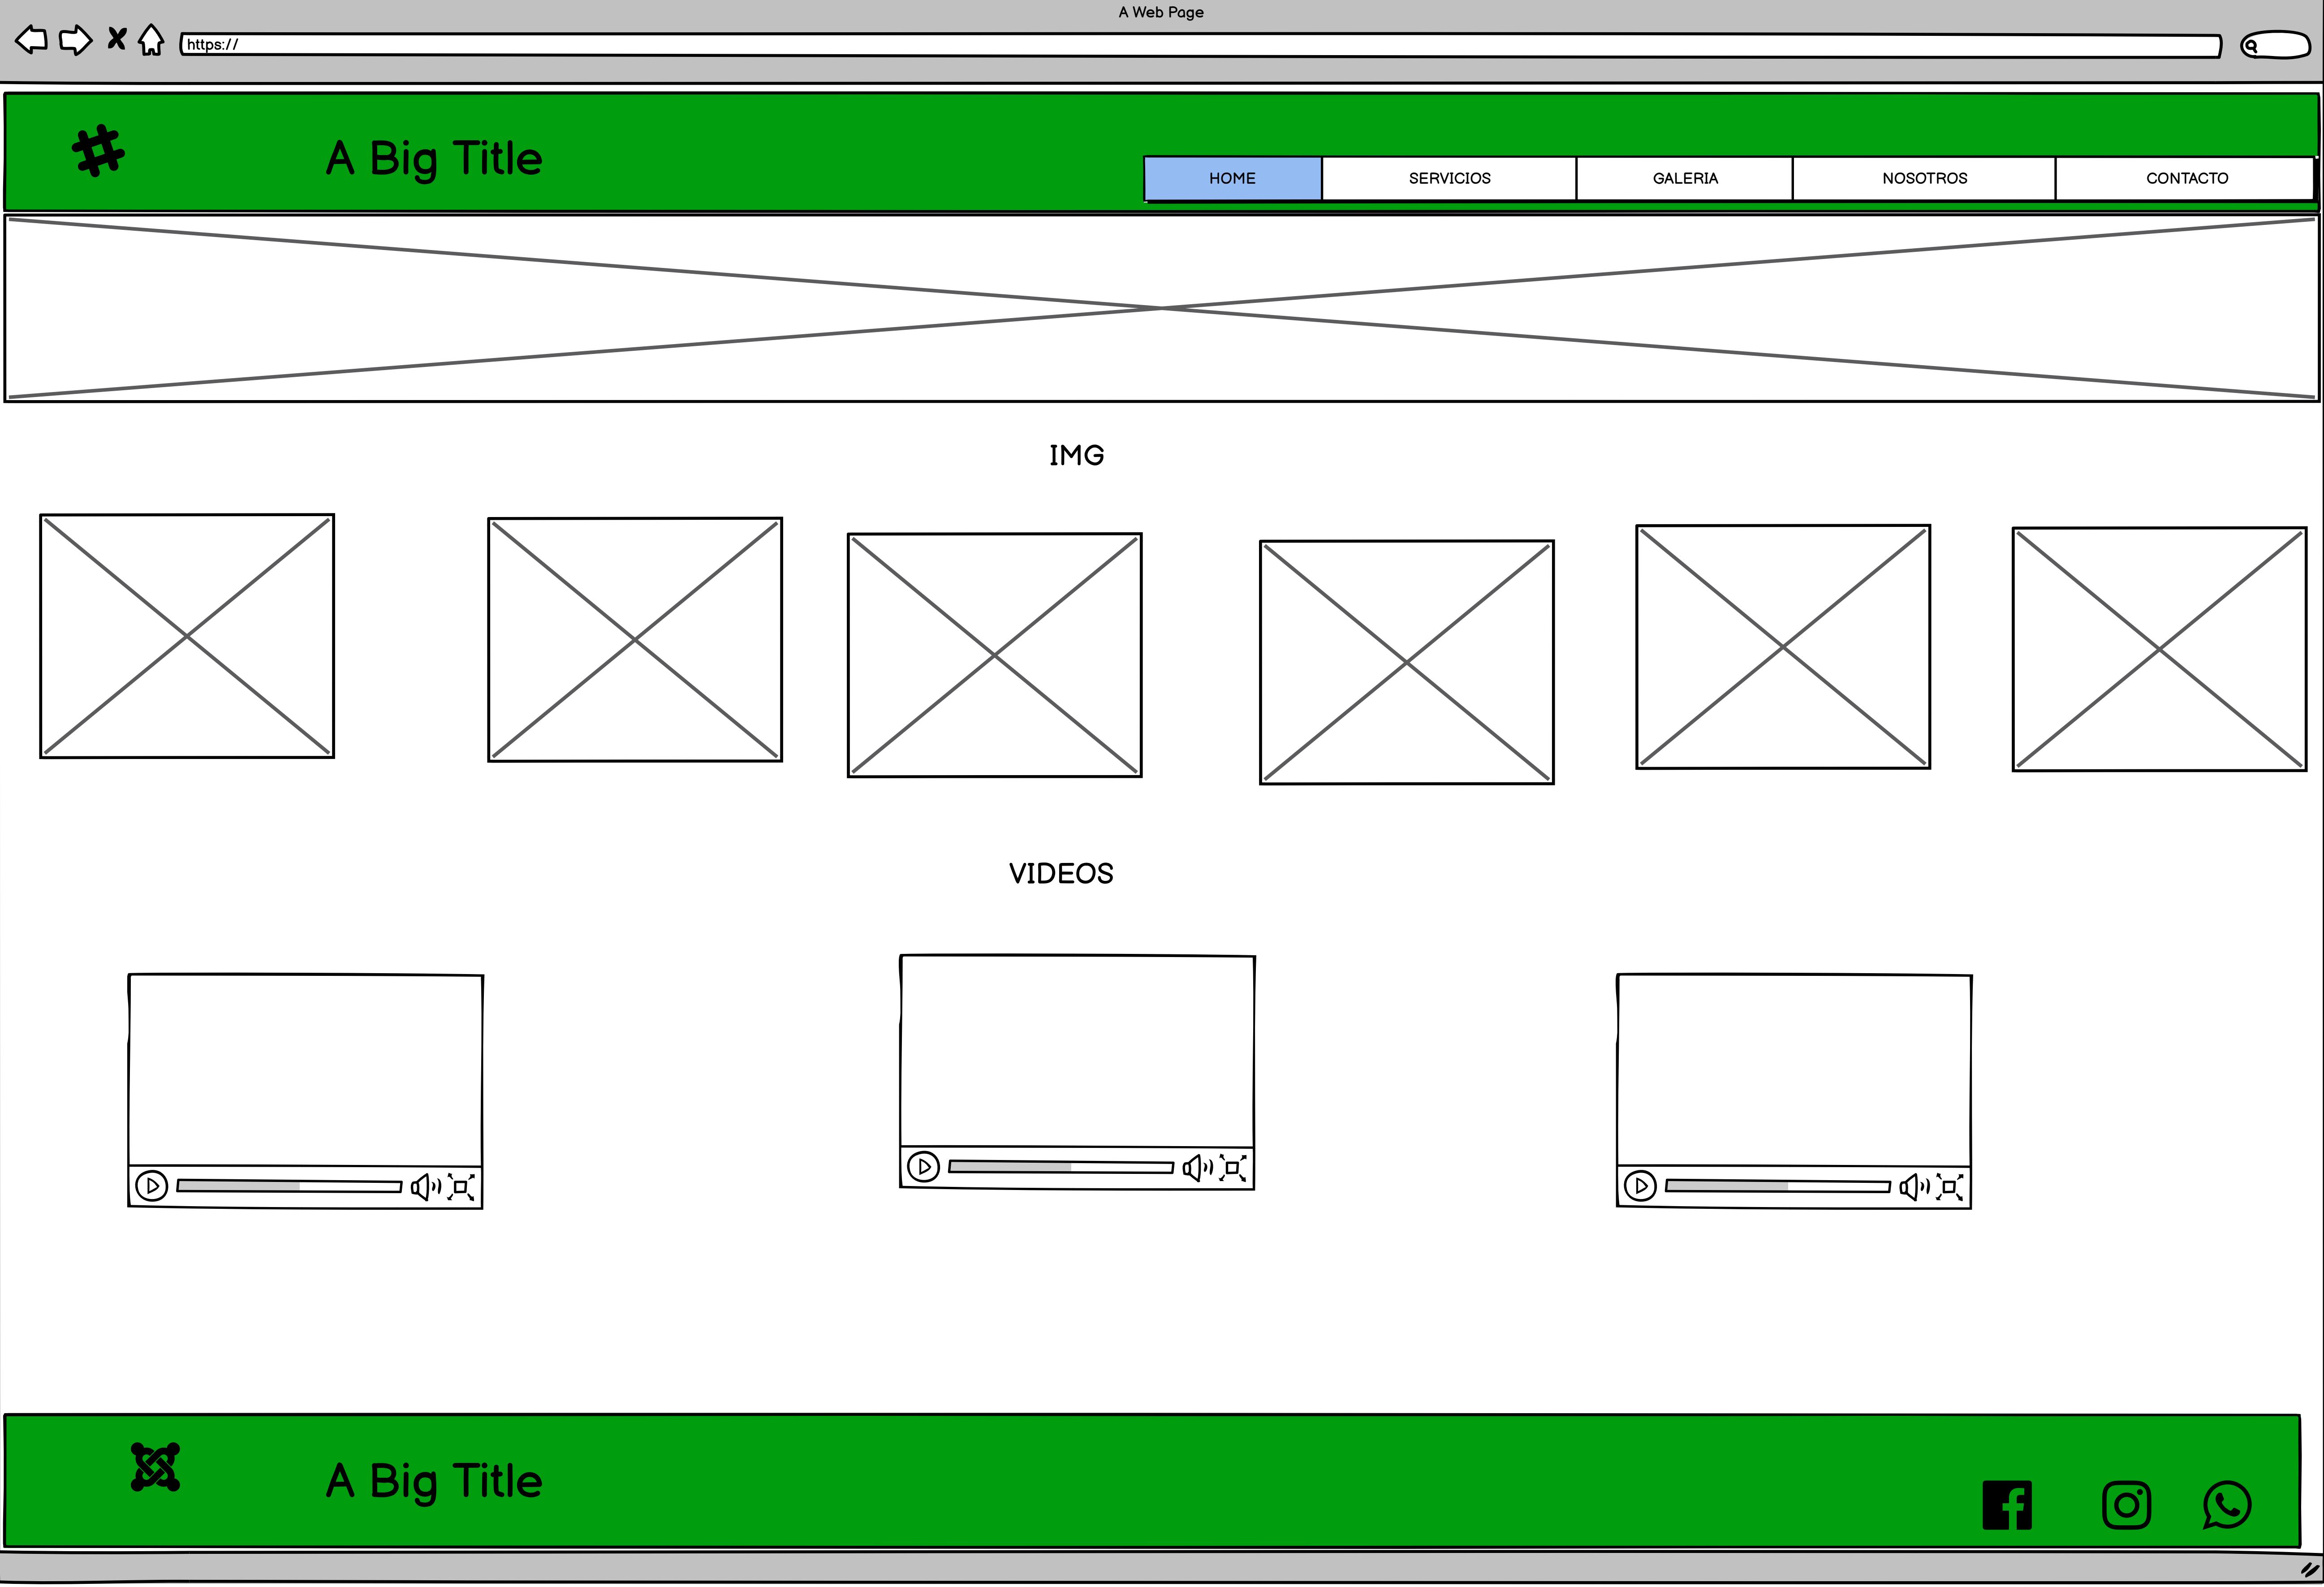 A Web Page
https://
A Big Title
HOME SERVICIOS GALERIA NOSOTROS CONTACTO
IMG
VIDEOS
A Big Title